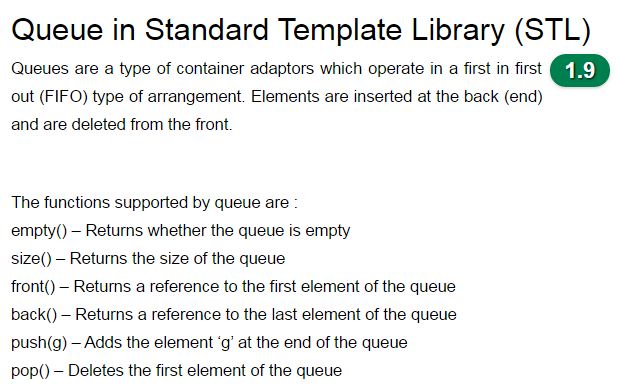 Queue in Standard Template Library (STL)
Queues are a type of container adaptors which operate in a first in first
1.9
out (FIFO) type of arrangement. Elements are inserted at the back (end)
and are deleted from the front.
The functions supported by queue are :
empty() – Returns whether the queue is empty
size() – Returns the size of the queue
front() – Returns a reference to the first element of the queue
back() – Returns a reference to the last element of the queue
push(g) – Adds the element ‘g’ at the end of the queue
pop() – Deletes the first element of the queue